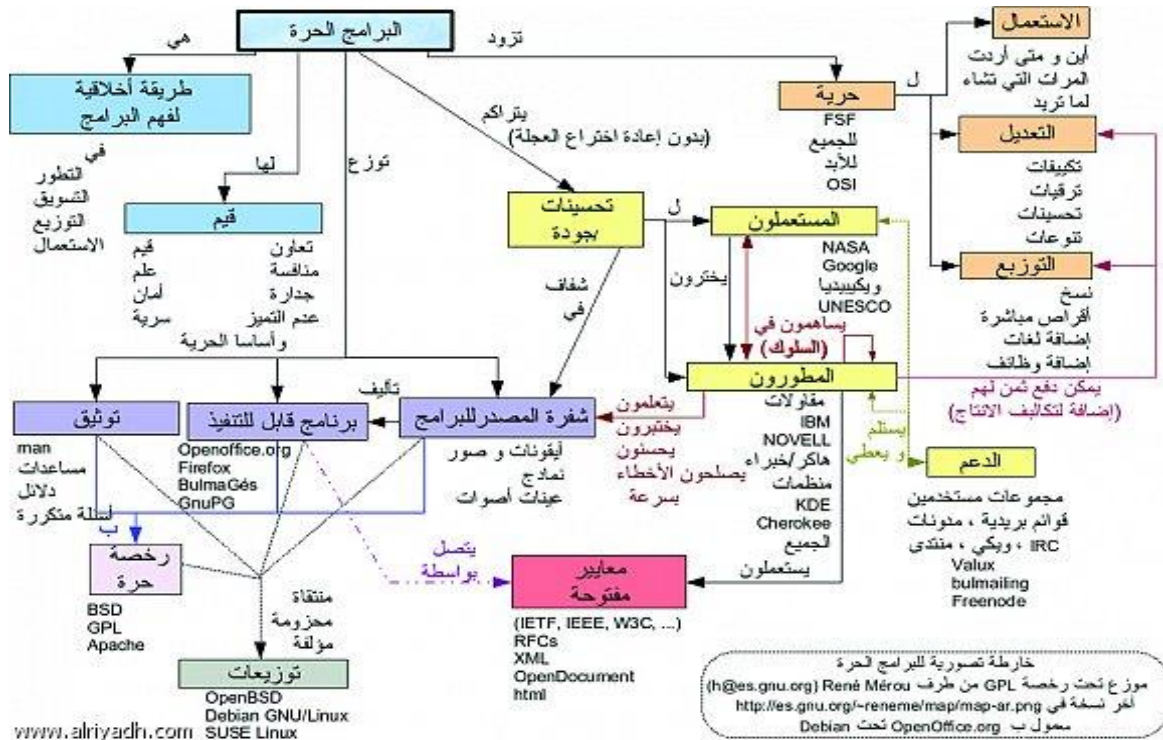 البرامج الحرة
هي
تزود
ل
الاستعمال
أين و متى أردت
المرات التي تشاء
لما تريد
طريقة أخلاقية
لفهم البرامج
في
التطور
التسويق
التوزيع
الاستعمال
حرية
FSF
للجميع
للأبد
OSI
التعديل
تكييفات
ترقيات
تحسينات
تنوعات
يتراكم
(بدون إعادة اختراع العجلة)
توزع
لها
قيم
قيم
علم
أمان
سرية
تعاون
منافسة
جدارة
عدم التميز
وأساسا الحرية
تحسينات
بجودة
ل
المستعملون
NASA
Google
ويكيبيديا
UNESCO
التوزيع
نسخ
أقراص مباشرة
إضافة لغات
إضافة وظائف
يمكن دفع ثمن لهم
(إضافة لتكاليف الانتاج)
شفاف
في
يخترون
يساهمون في
(السلوك)
المطورون
مقاولات
IBM
NOVELL
هاكر/خبراء
منظمات
KDE
Cherokee
الجميع
يستعملون
يستلم
و يعطي
الدعم
مجموعات مستخدمين
قوائم بريدية ، مدونات
IRC ، ويكي ، منتدى
Valux
bulmailing
Freenode
توثيق
man
مساعدات
دلائل
أسئلة متكررة
برنامج قابل للتنفيذ
Openoffice.org
Firefox
BulmaGés
GnuPG
تأليف
شفرة المصدر للبرامج
أيقونات و صور
نمادج
عينات أصوات
يتعلمون
يختبرون
يحسنون
يصلحون الأخطاء
بسرعة
ب
رخصة
حرة
BSD
GPL
Apache
يتصل
بواسطة
معايير
مفتوحة
(IETF, IEEE, W3C, ...)
RFCs
XML
OpenDocument
html
منتقاة
محزومة
مؤلفة
توزيعات
OpenBSD
Debian GNU/Linux
SUSE Linux
خارطة تصورية للبرامج الحرة
موزع تحت رخصة GPL من طرف René Mérou (h@es.gnu.org)
أخر نسخة في http://es.gnu.org/~reneme/map/map-ar.png
معمول ب OpenOffice.org تحت Debian
www.alriyadh.com